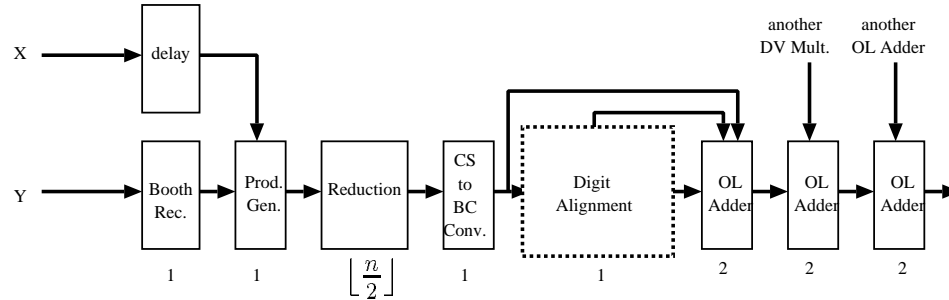 another
DV Mult.
another
OL Adder
X
delay
Y
Booth
Rec.
Prod.
Gen.
Reduction
CS
to
BC
Conv.
Digit
Alignment
OL
Adder
OL
Adder
OL
Adder
1
1
⌊n/2⌋
1
1
2
2
2